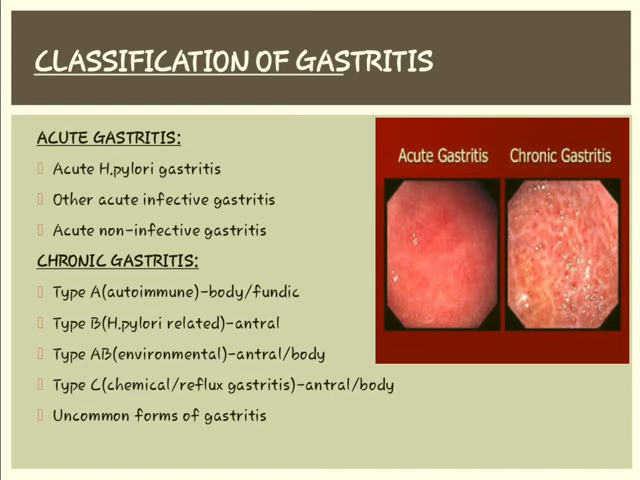 CLASSIFICATION OF GASTRITIS
ACUTE GASTRITIS:
Acute H.pylori gastritis
Other acute infective gastritis
Acute non-infective gastritis
CHRONIC GASTRITIS:
Type A(autoimmune)-body/fundic
Type B(H.pylori related)-antral
Type AB(environmental)-antral/body
Type C(chemical/reflux gastritis)-antral/body
Uncommon forms of gastritis
Acute Gastritis Chronic Gastritis